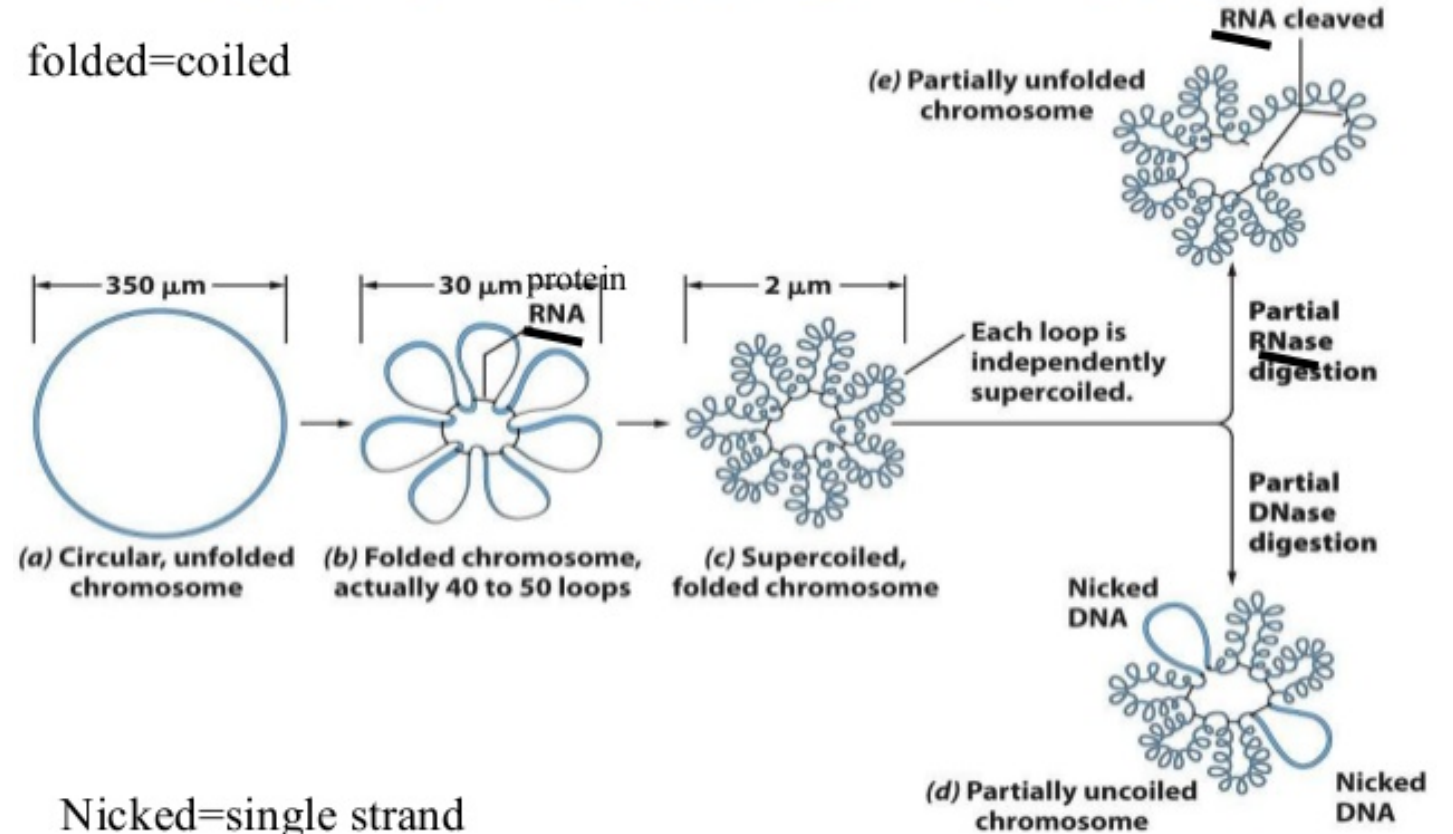 folded=coiled
RNA cleaved
(e) Partially unfolded
chromosome
350 µm
30 µm protein
RNA
2 µm
Each loop is
independently
supercoiled.
Partial
RNase
digestion
Partial
DNase
digestion
(a) Circular, unfolded
chromosome
(b) Folded chromosome,
actually 40 to 50 loops
(c) Supercoiled,
folded chromosome
Nicked
DNA
(d) Partially uncoiled
chromosome
Nicked
DNA
Nicked=single strand